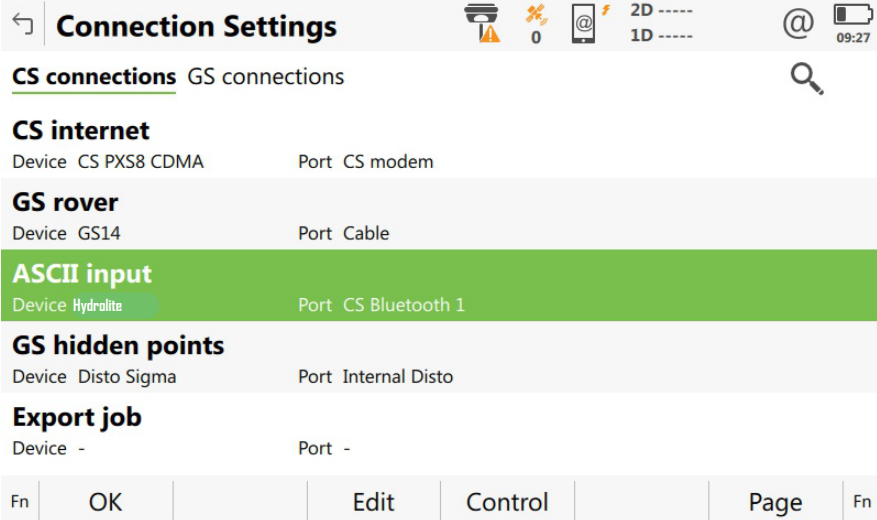 Connection Settings
0
@
2D -----
1D -----
@
09:27
CS connections GS connections
CS internet
Device CS PXS8 CDMA Port CS modem
GS rover
Device GS14 Port Cable
ASCII input
Device Hydrolite Port CS Bluetooth 1
GS hidden points
Device Disto Sigma Port Internal Disto
Export job
Device - Port -
Fn OK Edit Control Page Fn